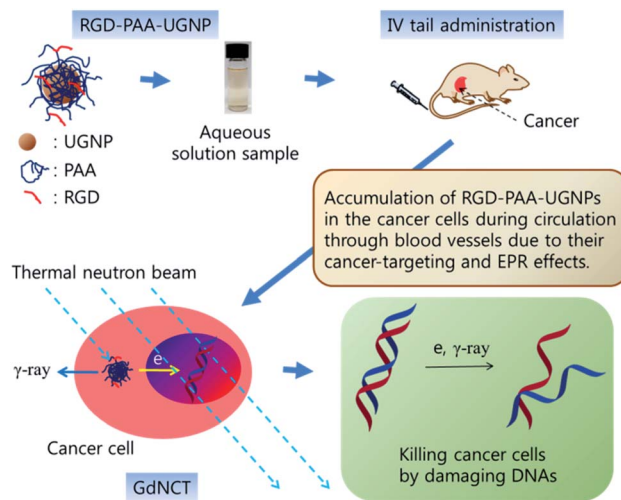 RGD-PAA-UGNP
IV tail administration
: UGNP
: PAA
: RGD
Aqueous
solution sample
Cancer
Accumulation of RGD-PAA-UGNPs
in the cancer cells during circulation
through blood vessels due to their
cancer-targeting and EPR effects.
Thermal neutron beam
γ-ray
e
Cancer cell
GdNCT
e, γ-ray
Killing cancer cells
by damaging DNAs